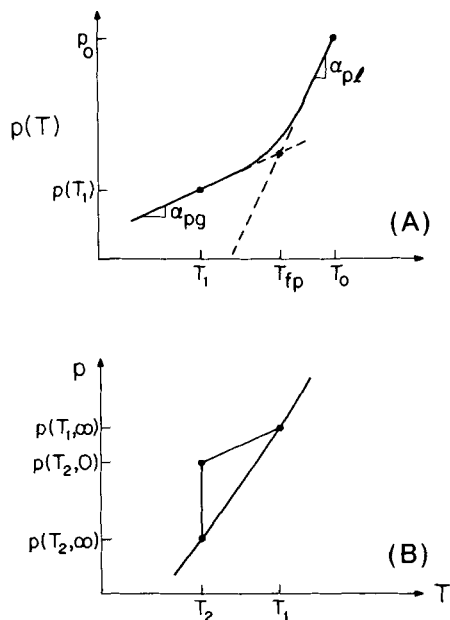 p₀
α_pℓ
p(T)
p(T₁)
α_pg
(A)
T₁
T_fp
T₀
p
p(T₁,∞)
p(T₂,0)
p(T₂,∞)
(B)
T₂
T₁
T